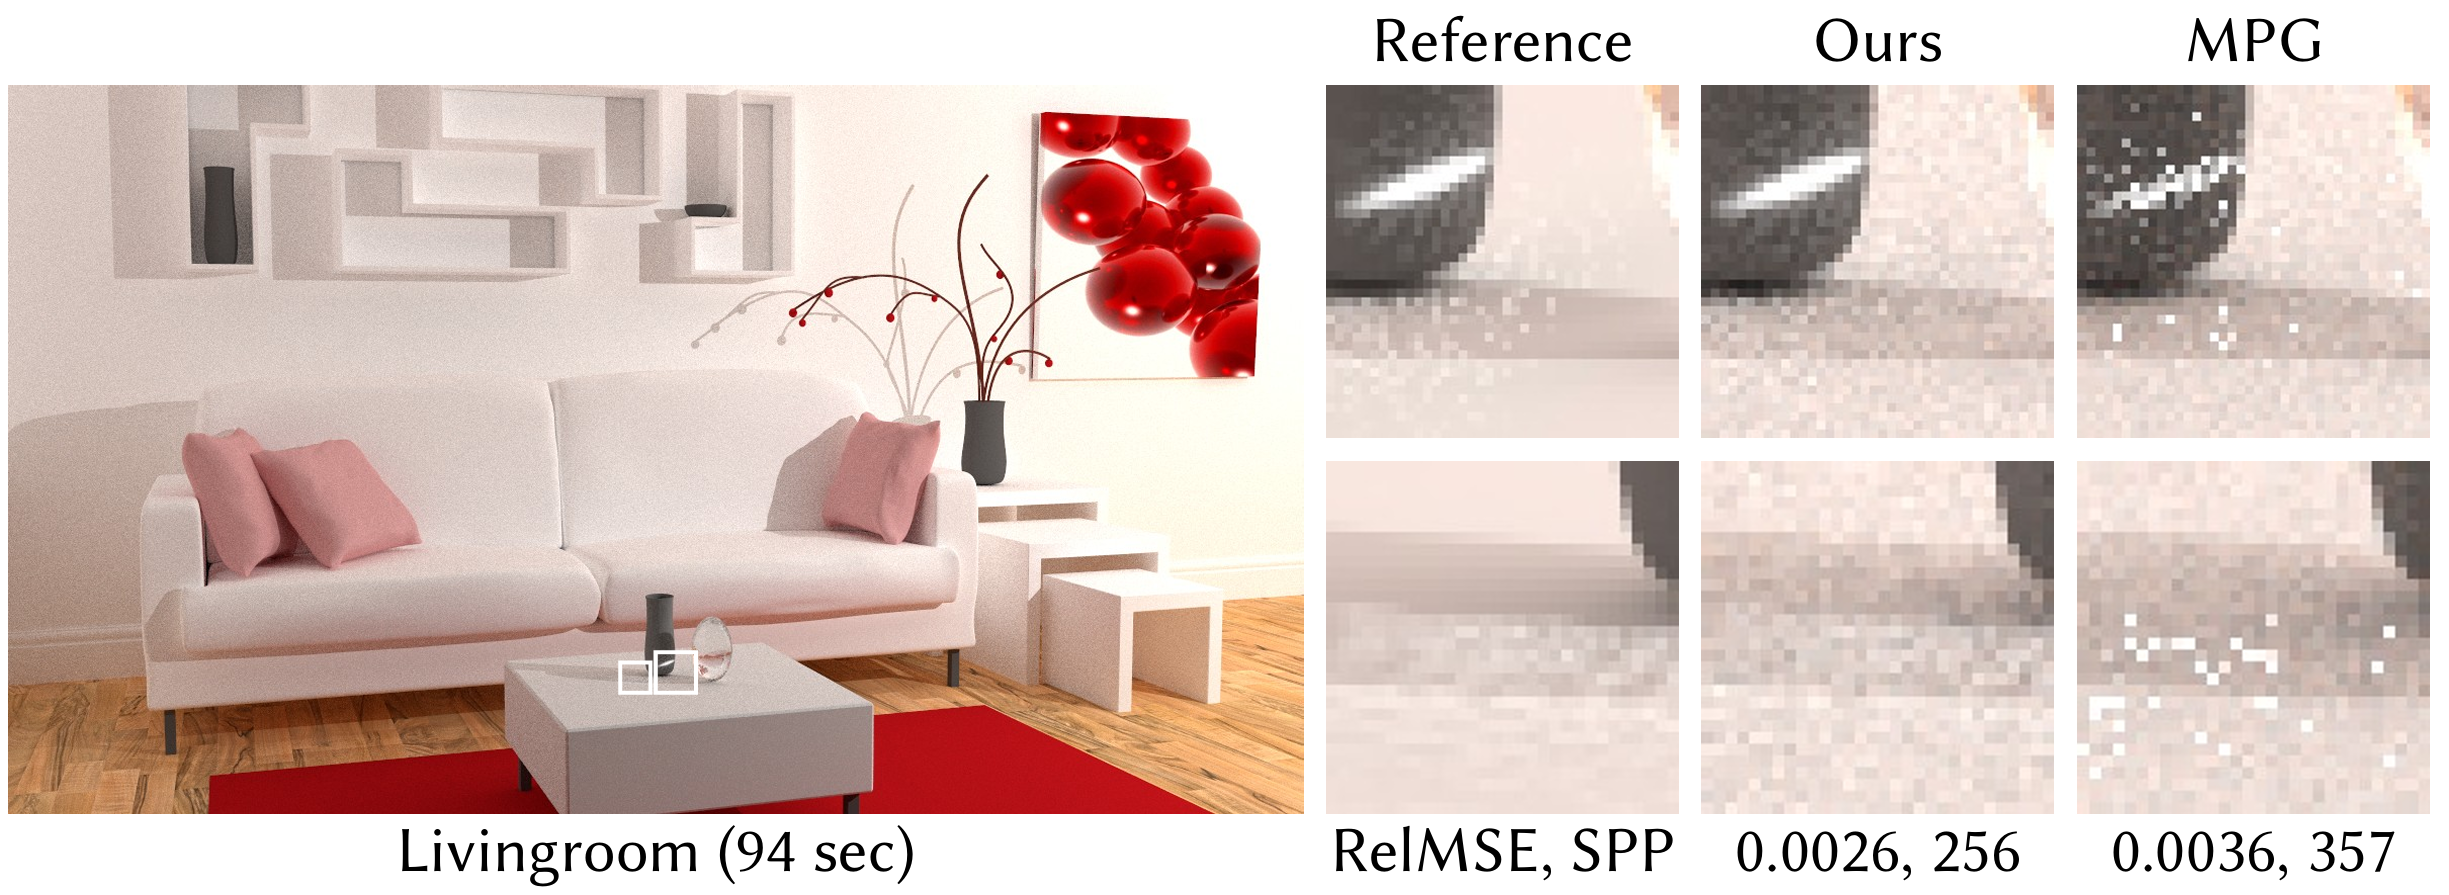 Reference
Ours
MPG
Livingroom (94 sec)
RelMSE, SPP
0.0026, 256
0.0036, 357